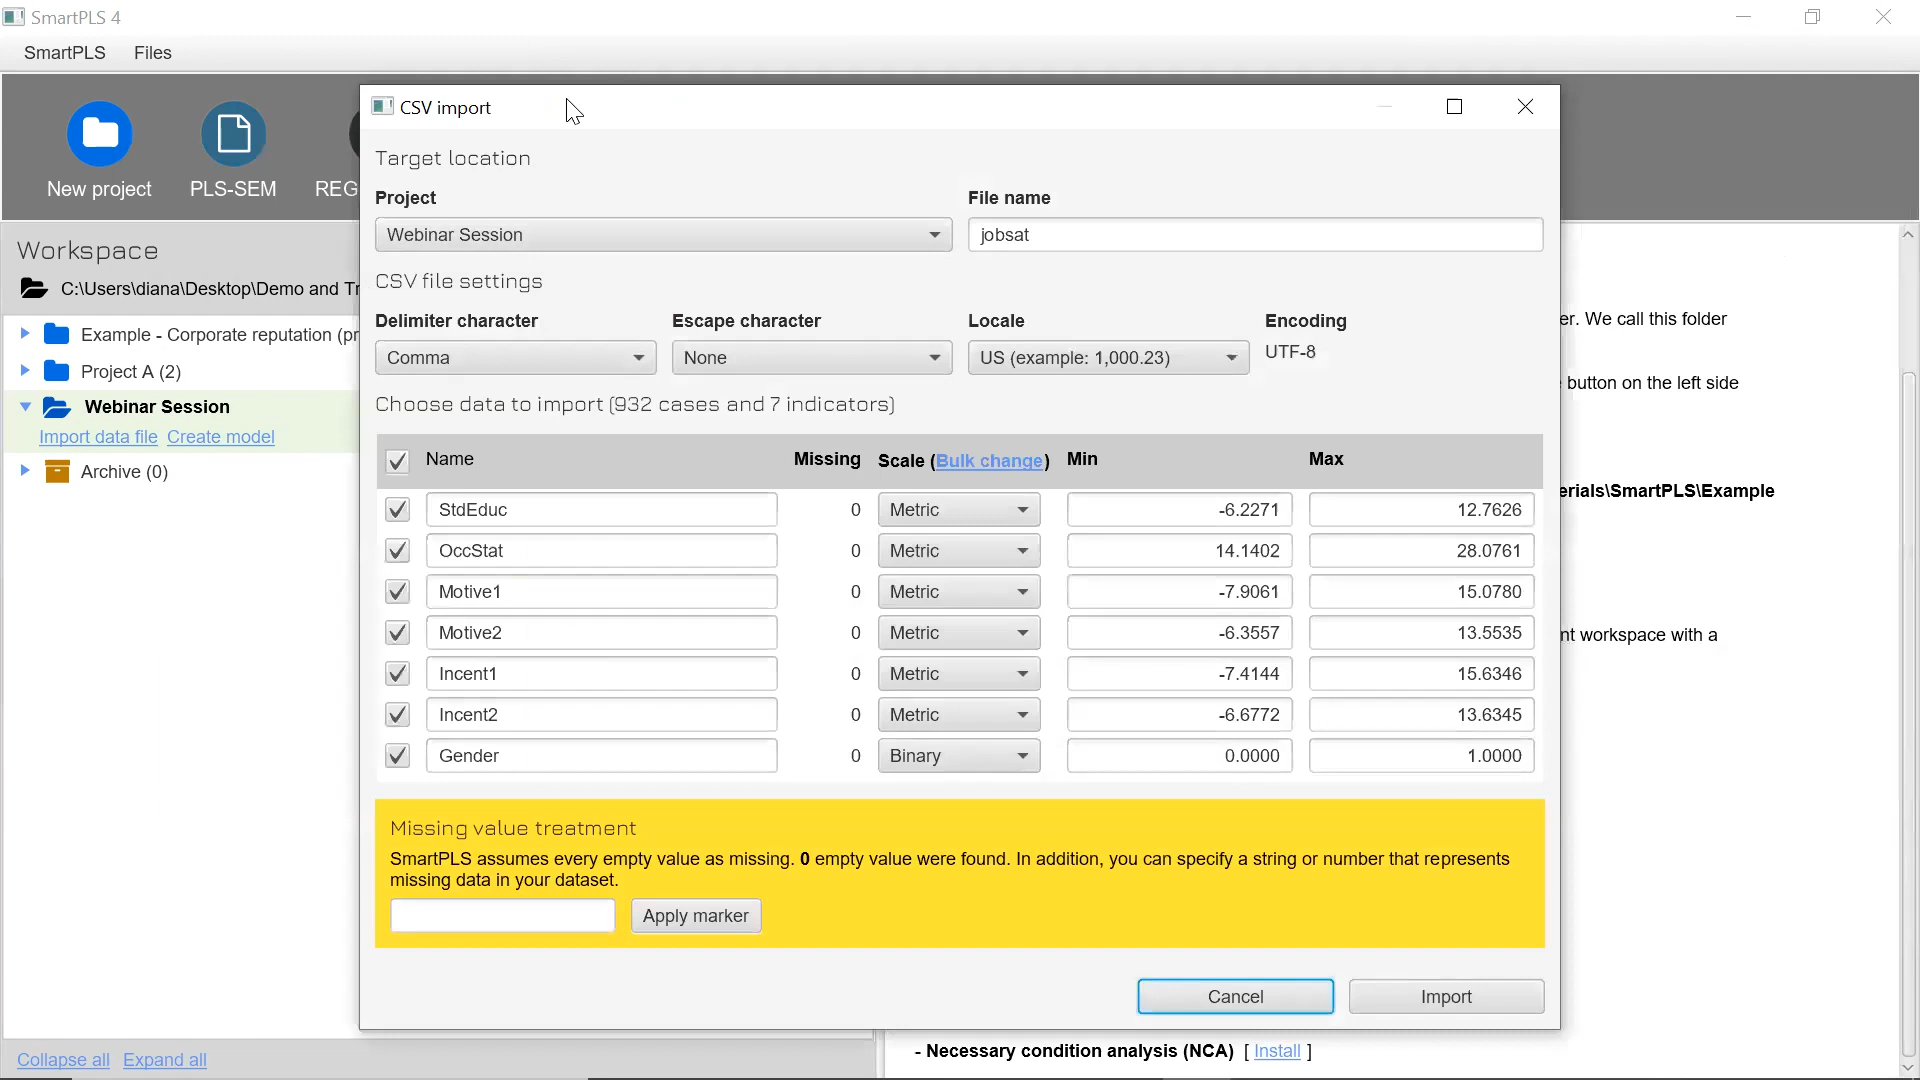 SmartPLS 4
SmartPLS Files
New project PLS-SEM REG
Workspace
C:\Users\diana\Desktop\Demo and Tr
Example - Corporate reputation (pr
Project A (2)
Webinar Session
Import data file Create model
Archive (0)
Collapse all Expand all
CSV import
Target location
Project File name
Webinar Session jobsat
CSV file settings
Delimiter character Escape character Locale Encoding
Comma None US (example: 1,000.23) UTF-8
Choose data to import (932 cases and 7 indicators)
Name Missing Scale (Bulk change) Min Max
StdEduc 0 Metric -6.2271 12.7626
OccStat 0 Metric 14.1402 28.0761
Motive1 0 Metric -7.9061 15.0780
Motive2 0 Metric -6.3557 13.5535
Incent1 0 Metric -7.4144 15.6346
Incent2 0 Metric -6.6772 13.6345
Gender 0 Binary 0.0000 1.0000
Missing value treatment
SmartPLS assumes every empty value as missing. 0 empty value were found. In addition, you can specify a string or number that represents
missing data in your dataset.
Apply marker
Cancel Import
er. We call this folder
button on the left side
erials\SmartPLS\Example
nt workspace with a
- Necessary condition analysis (NCA) [ Install ]